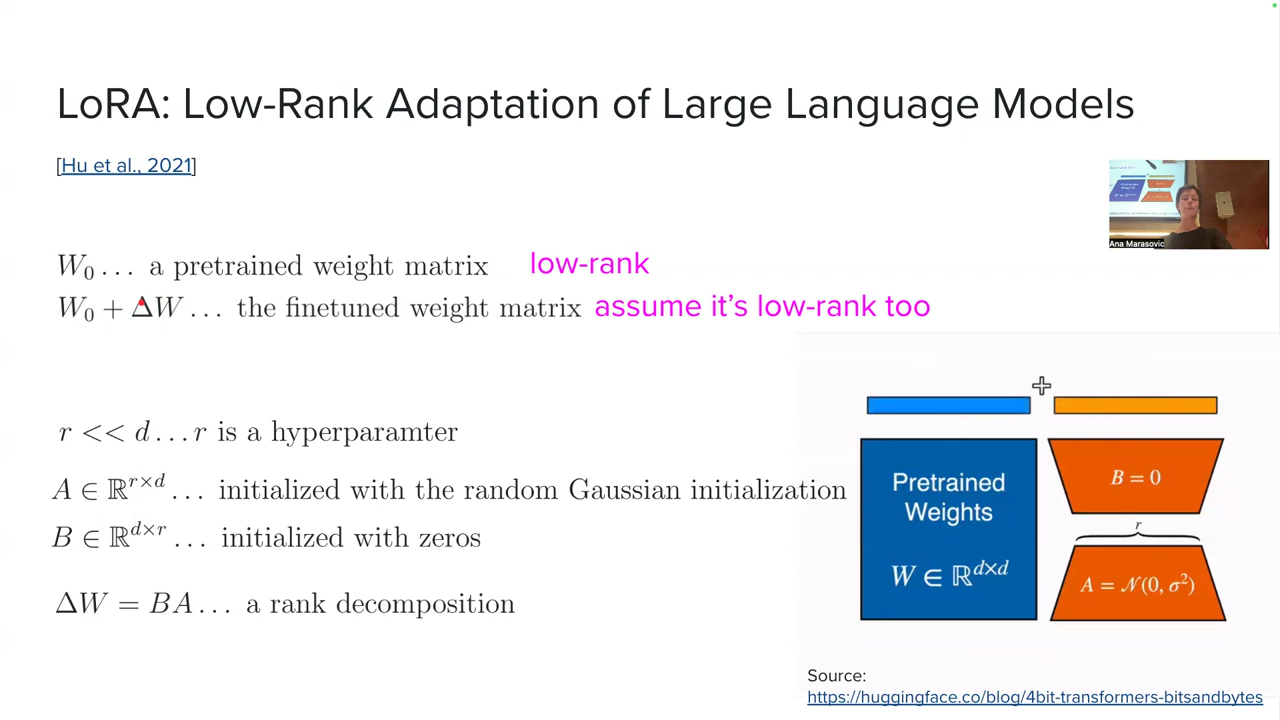 LoRA: Low-Rank Adaptation of Large Language Models
[Hu et al., 2021]
Ana Marasovic
W₀ … a pretrained weight matrix low-rank
W₀ + ΔW … the finetuned weight matrix assume it's low-rank too
r << d … r is a hyperparamter
A ∈ ℝ^{r×d} … initialized with the random Gaussian initialization
B ∈ ℝ^{d×r} … initialized with zeros
ΔW = BA … a rank decomposition
Pretrained
Weights
W ∈ ℝ^{d×d}
B = 0
r
A = 𝒩(0, σ²)
Source:
https://huggingface.co/blog/4bit-transformers-bitsandbytes